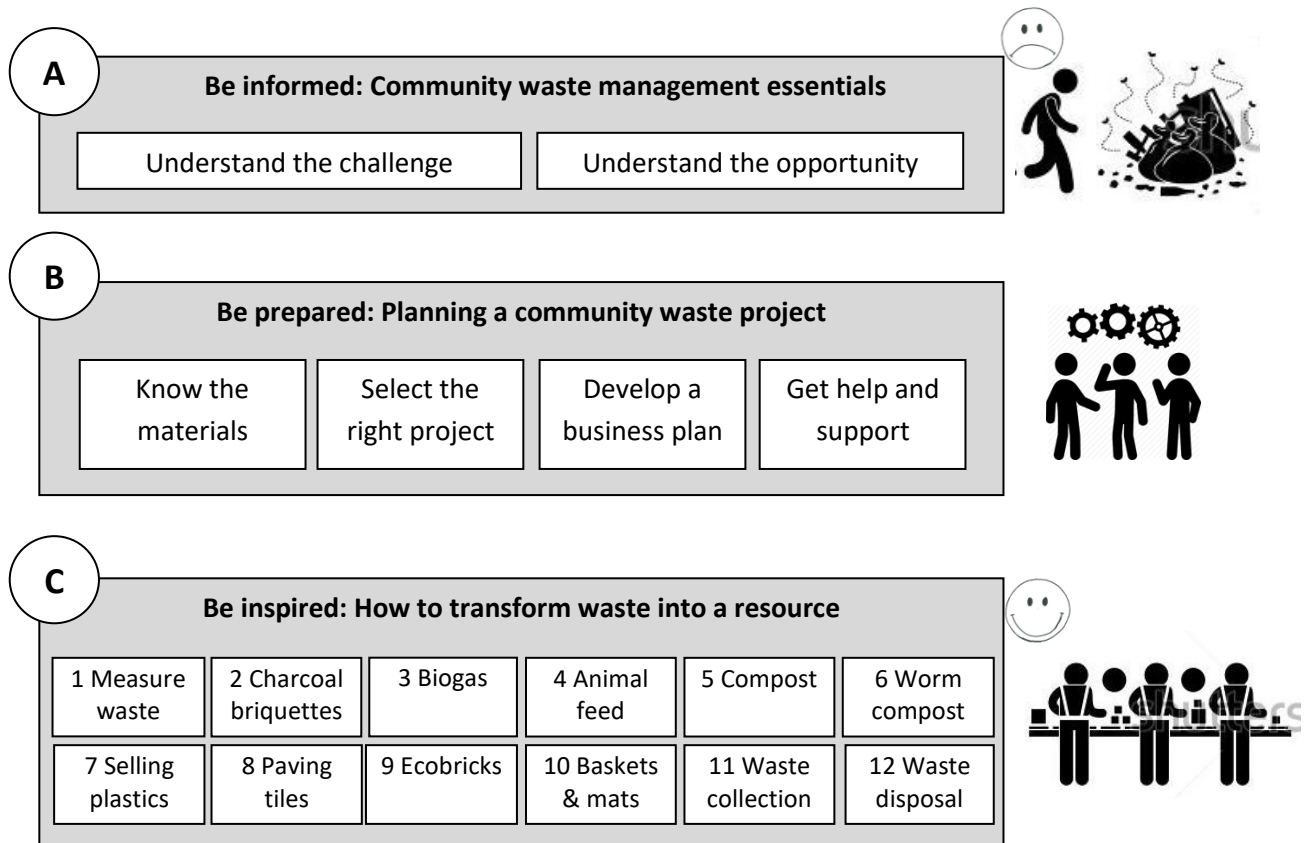 A
Be informed: Community waste management essentials
Understand the challenge
Understand the opportunity
B
Be prepared: Planning a community waste project
Know the
materials
Select the
right project
Develop a
business plan
Get help and
support
C
Be inspired: How to transform waste into a resource
1 Measure
waste
2 Charcoal
briquettes
3 Biogas
4 Animal
feed
5 Compost
6 Worm
compost
7 Selling
plastics
8 Paving
tiles
9 Ecobricks
10 Baskets
& mats
11 Waste
collection
12 Waste
disposal
shutters